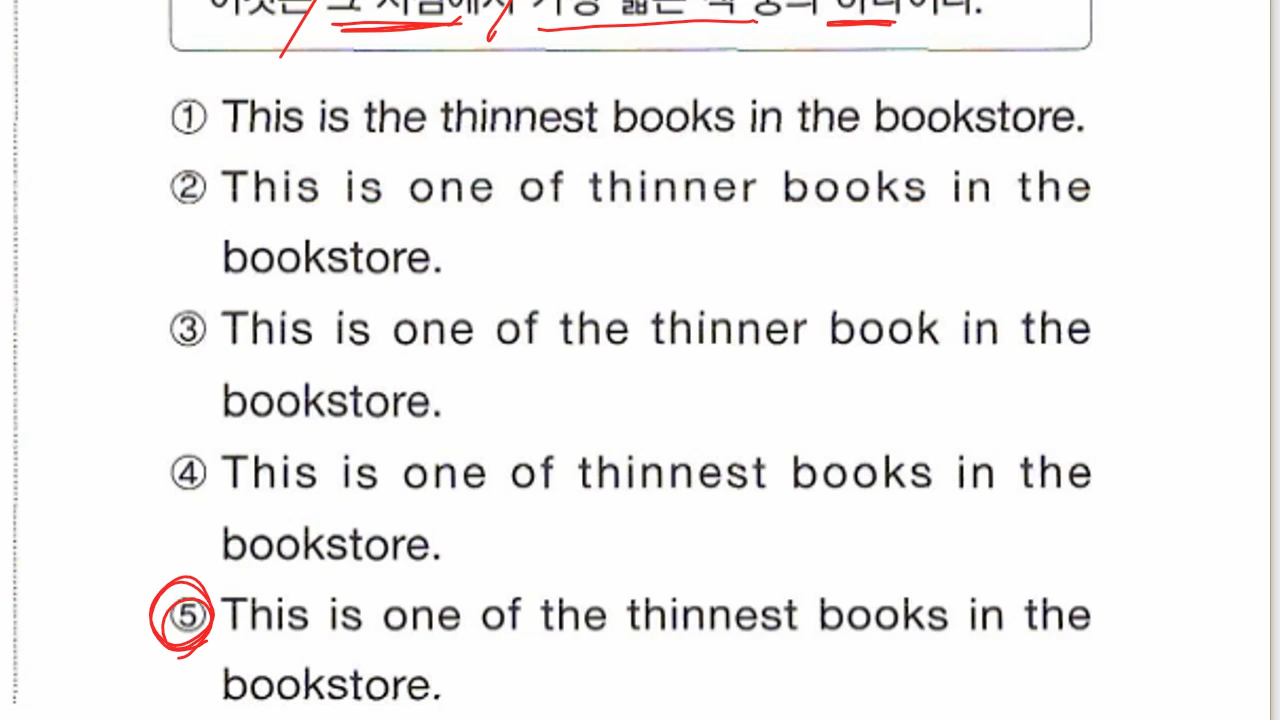 ① This is the thinnest books in the bookstore.
② This is one of thinner books in the
bookstore.
③ This is one of the thinner book in the
bookstore.
④ This is one of thinnest books in the
bookstore.
⑤ This is one of the thinnest books in the
bookstore.